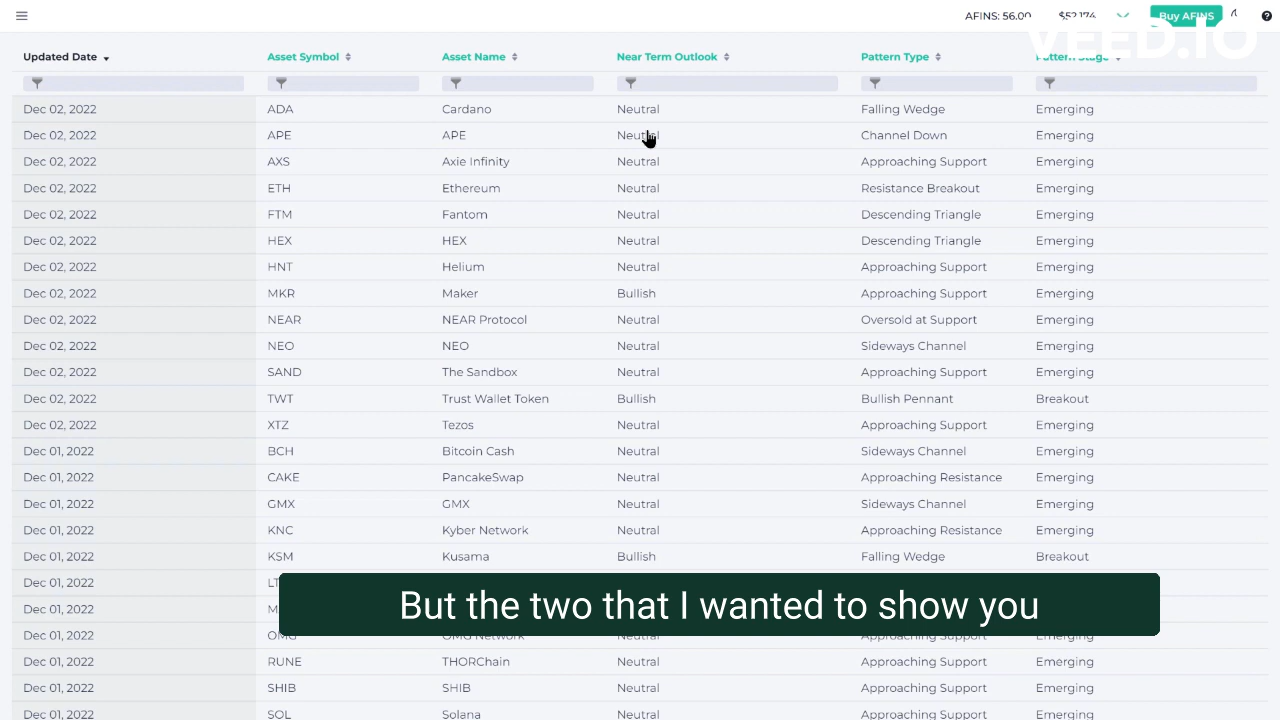 AFINS: 56.00 Buy AFINS
VEED.IO
Updated Date Asset Symbol Asset Name Near Term Outlook Pattern Type Pattern Stage
Dec 02, 2022 ADA Cardano Neutral Falling Wedge Emerging
Dec 02, 2022 APE APE Neutral Channel Down Emerging
Dec 02, 2022 AXS Axie Infinity Neutral Approaching Support Emerging
Dec 02, 2022 ETH Ethereum Neutral Resistance Breakout Emerging
Dec 02, 2022 FTM Fantom Neutral Descending Triangle Emerging
Dec 02, 2022 HEX HEX Neutral Descending Triangle Emerging
Dec 02, 2022 HNT Helium Neutral Approaching Support Emerging
Dec 02, 2022 MKR Maker Bullish Approaching Support Emerging
Dec 02, 2022 NEAR NEAR Protocol Neutral Oversold at Support Emerging
Dec 02, 2022 NEO NEO Neutral Sideways Channel Emerging
Dec 02, 2022 SAND The Sandbox Neutral Approaching Support Emerging
Dec 02, 2022 TWT Trust Wallet Token Bullish Bullish Pennant Breakout
Dec 02, 2022 XTZ Tezos Neutral Approaching Support Emerging
Dec 01, 2022 BCH Bitcoin Cash Neutral Sideways Channel Emerging
Dec 01, 2022 CAKE PancakeSwap Neutral Approaching Resistance Emerging
Dec 01, 2022 GMX GMX Neutral Sideways Channel Emerging
Dec 01, 2022 KNC Kyber Network Neutral Approaching Resistance Emerging
Dec 01, 2022 KSM Kusama Bullish Falling Wedge Breakout
Dec 01, 2022
But the two that I wanted to show you
Dec 01, 2022
Dec 01, 2022 OMG OMG Network Neutral Approaching Support Emerging
Dec 01, 2022 RUNE THORChain Neutral Approaching Support Emerging
Dec 01, 2022 SHIB SHIB Neutral Approaching Support Emerging
Dec 01, 2022 SOL Solana Neutral Approaching Support Emerging